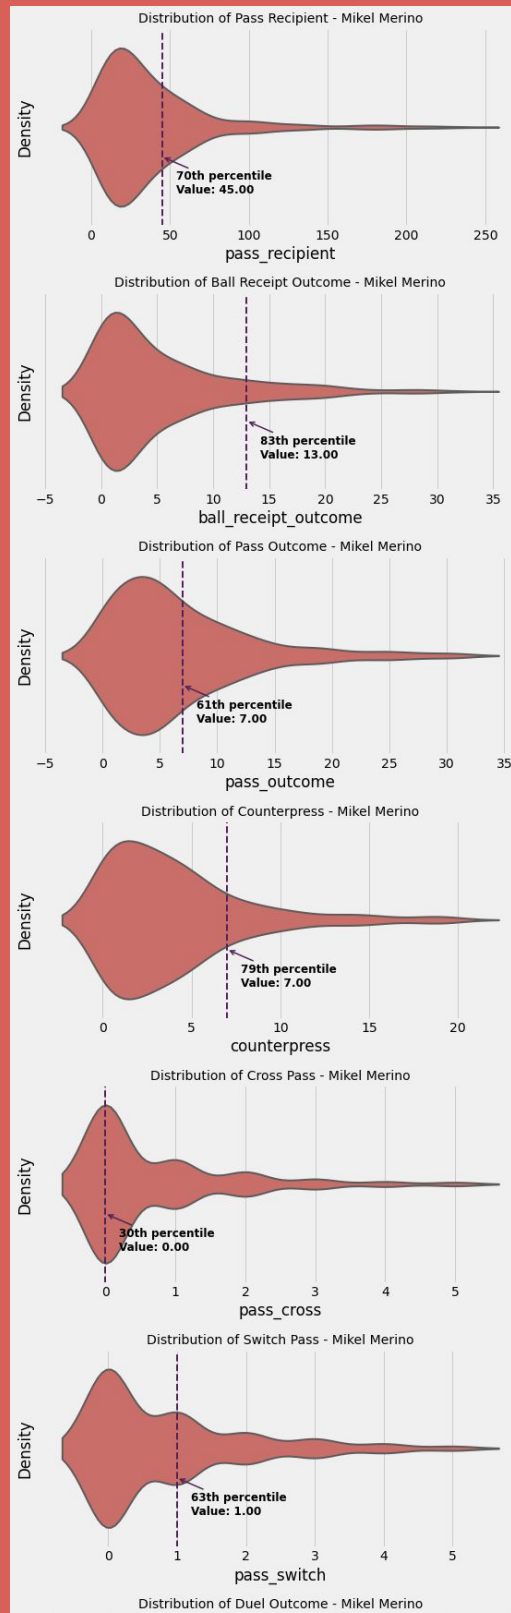 Distribution of Pass Recipient - Mikel Merino
Density
70th percentile
Value: 45.00
0 50 100 150 200 250
pass_recipient
Distribution of Ball Receipt Outcome - Mikel Merino
Density
83th percentile
Value: 13.00
−5 0 5 10 15 20 25 30 35
ball_receipt_outcome
Distribution of Pass Outcome - Mikel Merino
Density
61th percentile
Value: 7.00
−5 0 5 10 15 20 25 30 35
pass_outcome
Distribution of Counterpress - Mikel Merino
Density
79th percentile
Value: 7.00
0 5 10 15 20
counterpress
Distribution of Cross Pass - Mikel Merino
Density
30th percentile
Value: 0.00
0 1 2 3 4 5
pass_cross
Distribution of Switch Pass - Mikel Merino
Density
63th percentile
Value: 1.00
0 1 2 3 4 5
pass_switch
Distribution of Duel Outcome - Mikel Merino